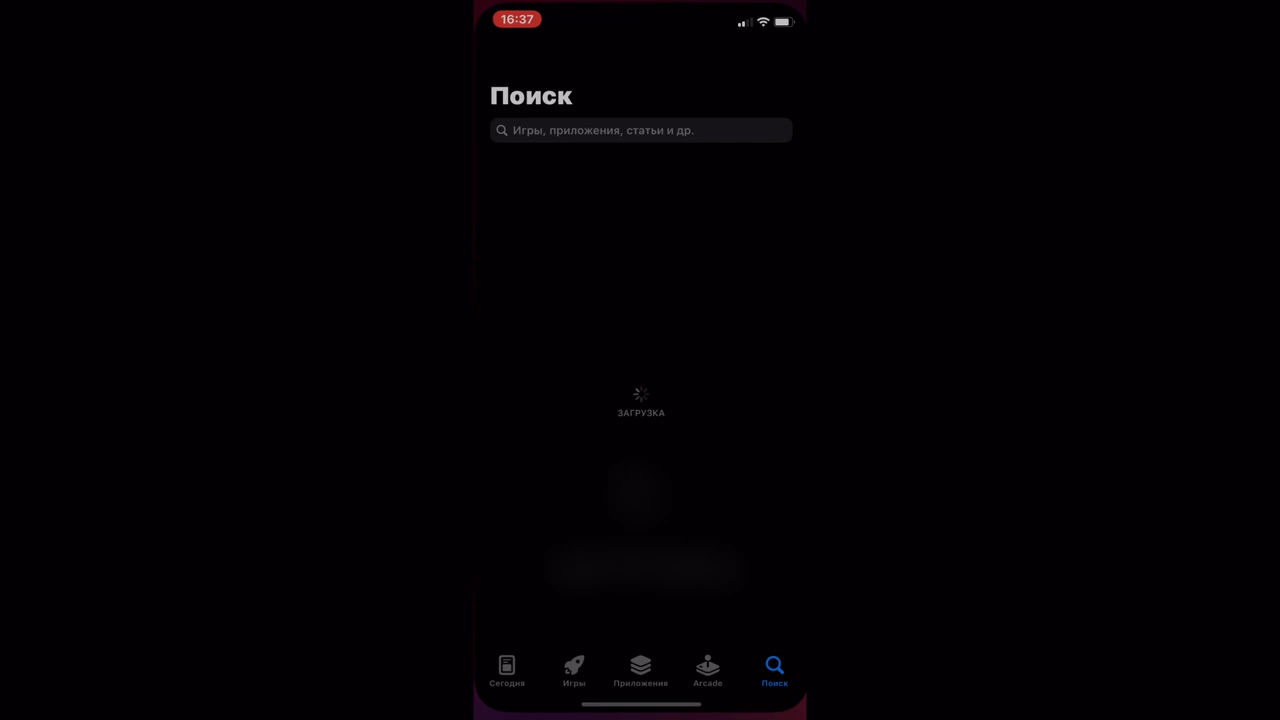 16:37
Поиск
Игры, приложения, статьи и др.
ЗАГРУЗКА
Сегодня Игры Приложения Arcade Поиск